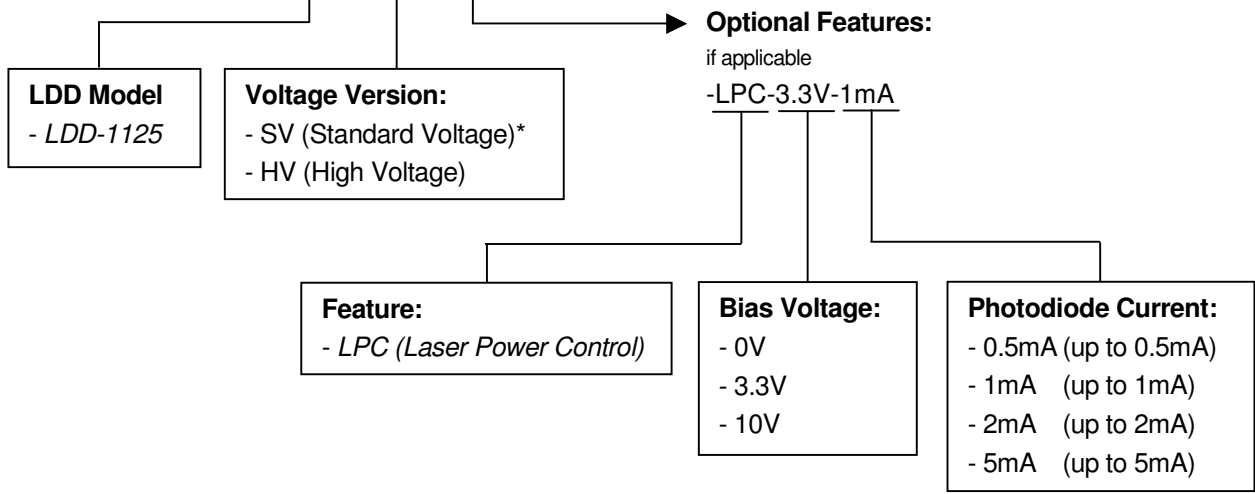 Optional Features:
if applicable
-LPC-3.3V-1mA
LDD Model
- LDD-1125
Voltage Version:
- SV (Standard Voltage)*
- HV (High Voltage)
Feature:
- LPC (Laser Power Control)
Bias Voltage:
- 0V
- 3.3V
- 10V
Photodiode Current:
- 0.5mA (up to 0.5mA)
- 1mA (up to 1mA)
- 2mA (up to 2mA)
- 5mA (up to 5mA)